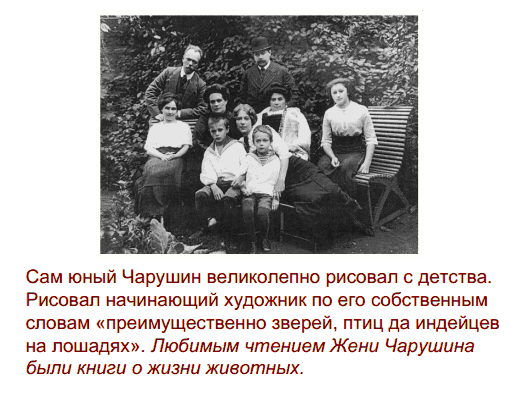 Сам юный Чарушин великолепно рисовал с детства.
Рисовал начинающий художник по его собственным
словам «преимущественно зверей, птиц да индейцев
на лошадях». Любимым чтением Жени Чарушина
были книги о жизни животных.